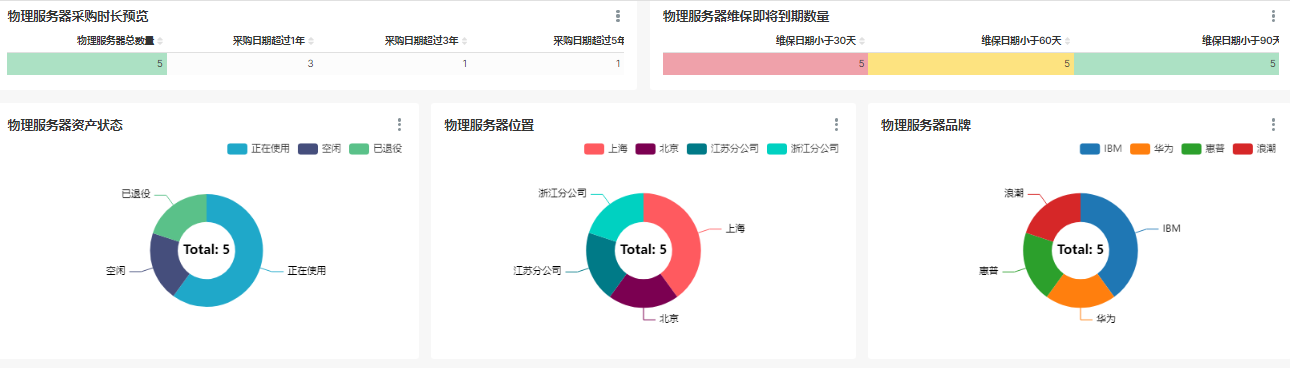 物理服务器采购时长预览
物理服务器总数量 采购日期超过1年 采购日期超过3年 采购日期超过5年
5 3 1 1
物理服务器维保即将到期数量
维保日期小于30天 维保日期小于60天 维保日期小于90天
5 5 5
物理服务器资产状态
正在使用 空闲 已退役
已退役
Total: 5
空闲
正在使用
物理服务器位置
上海 北京 江苏分公司 浙江分公司
浙江分公司
上海
Total: 5
江苏分公司
北京
物理服务器品牌
IBM 华为 惠普 浪潮
浪潮
IBM
Total: 5
惠普
华为